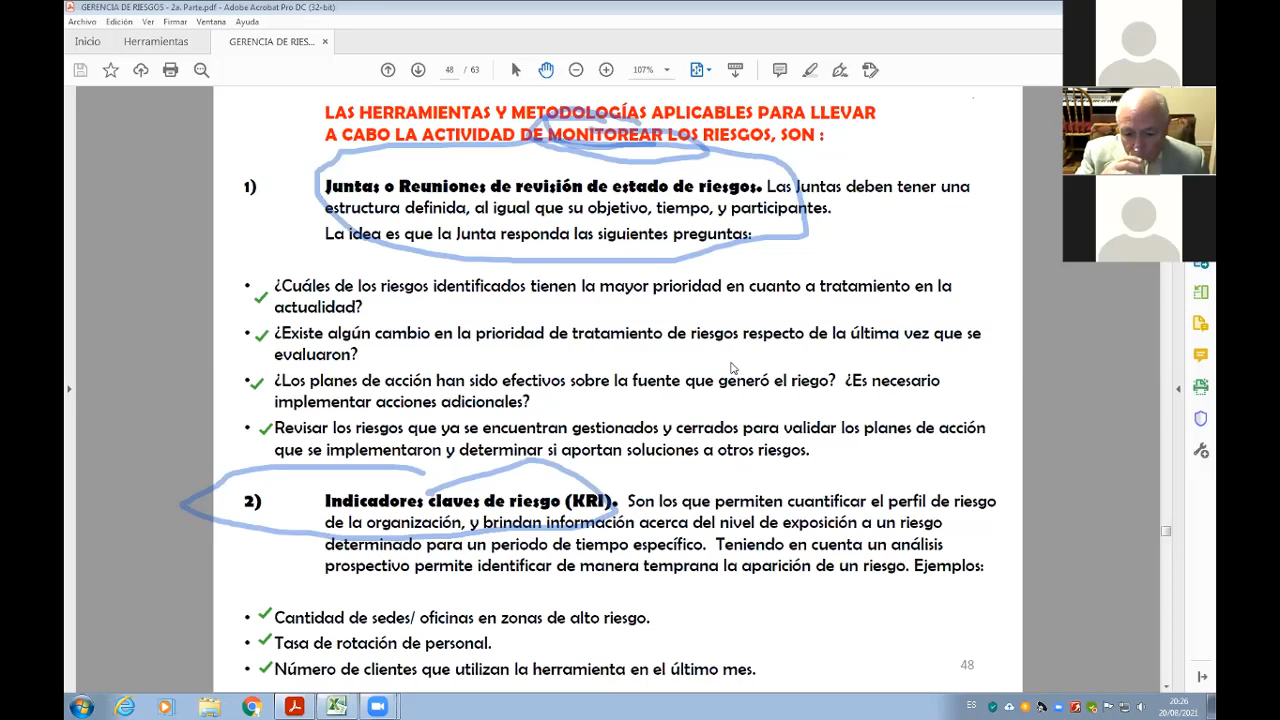 GERENCIA DE RIESGOS - 2a. Parte.pdf - Adobe Acrobat Pro DC (32-bit)
Archivo Edición Ver Firmar Ventana Ayuda
Inicio Herramientas GERENCIA DE RIES... ×
48 / 63 107%
LAS HERRAMIENTAS Y METODOLOGÍAS APLICABLES PARA LLEVAR
A CABO LA ACTIVIDAD DE MONITOREAR LOS RIESGOS, SON :
1) Juntas o Reuniones de revisión de estado de riesgos. Las Juntas deben tener una
estructura definida, al igual que su objetivo, tiempo, y participantes.
La idea es que la Junta responda las siguientes preguntas:
• ¿Cuáles de los riesgos identificados tienen la mayor prioridad en cuanto a tratamiento en la
actualidad?
• ¿Existe algún cambio en la prioridad de tratamiento de riesgos respecto de la última vez que se
evaluaron?
• ¿Los planes de acción han sido efectivos sobre la fuente que generó el riego? ¿Es necesario
implementar acciones adicionales?
• Revisar los riesgos que ya se encuentran gestionados y cerrados para validar los planes de acción
que se implementaron y determinar si aportan soluciones a otros riesgos.
2) Indicadores claves de riesgo (KRI). Son los que permiten cuantificar el perfil de riesgo
de la organización, y brindan información acerca del nivel de exposición a un riesgo
determinado para un periodo de tiempo específico. Teniendo en cuenta un análisis
prospectivo permite identificar de manera temprana la aparición de un riesgo. Ejemplos:
• Cantidad de sedes/ oficinas en zonas de alto riesgo.
• Tasa de rotación de personal.
• Número de clientes que utilizan la herramienta en el último mes.
48
ES 20:26
20/08/2021